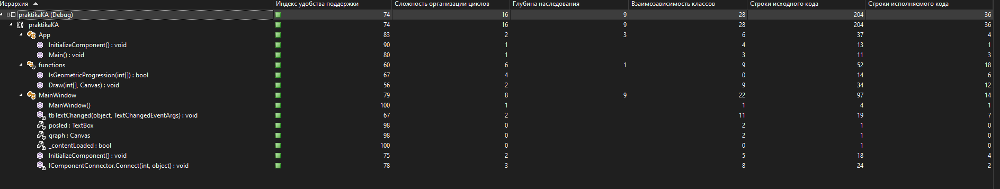 Иерархия Индекс удобства поддержки Сложность организации циклов Глубина наследования Взаимозависимость классов Строки исходного кода Строки исполняемого кода
praktikaKA (Debug) 74 16 9 28 204 36
{} praktikaKA 74 16 9 28 204 36
App 83 2 3 6 37 4
InitializeComponent() : void 90 1 4 13 1
Main() : void 80 1 3 11 3
functions 60 6 1 9 52 18
IsGeometricProgression(int[]) : bool 67 4 0 14 6
Draw(int[], Canvas) : void 56 2 9 34 12
MainWindow 79 8 9 22 97 14
MainWindow() 100 1 1 4 1
tbTextChanged(object, TextChangedEventArgs) : void 67 2 11 19 7
posled : TextBox 98 0 2 1 0
graph : Canvas 98 0 2 1 0
_contentLoaded : bool 100 0 0 1 0
InitializeComponent() : void 75 2 5 18 4
IComponentConnector.Connect(int, object) : void 78 3 8 24 2